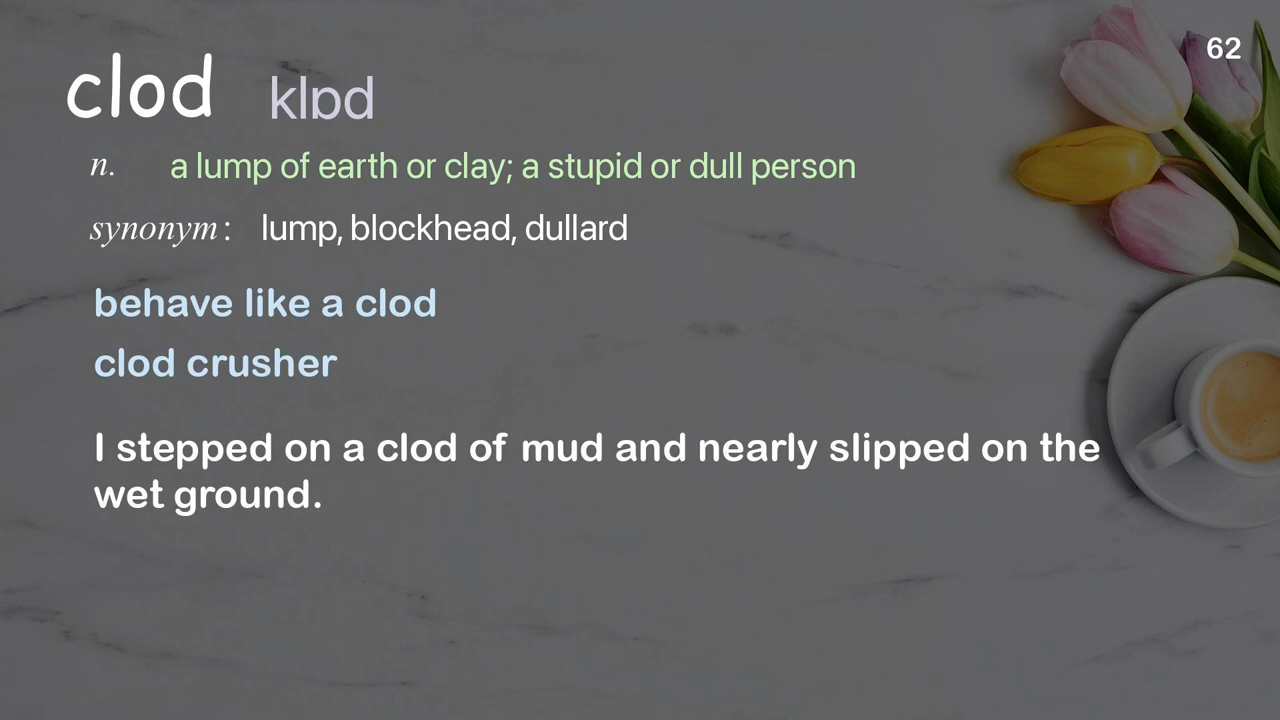 62
clod klɒd
n. a lump of earth or clay; a stupid or dull person
synonym: lump, blockhead, dullard
behave like a clod
clod crusher
I stepped on a clod of mud and nearly slipped on the
wet ground.